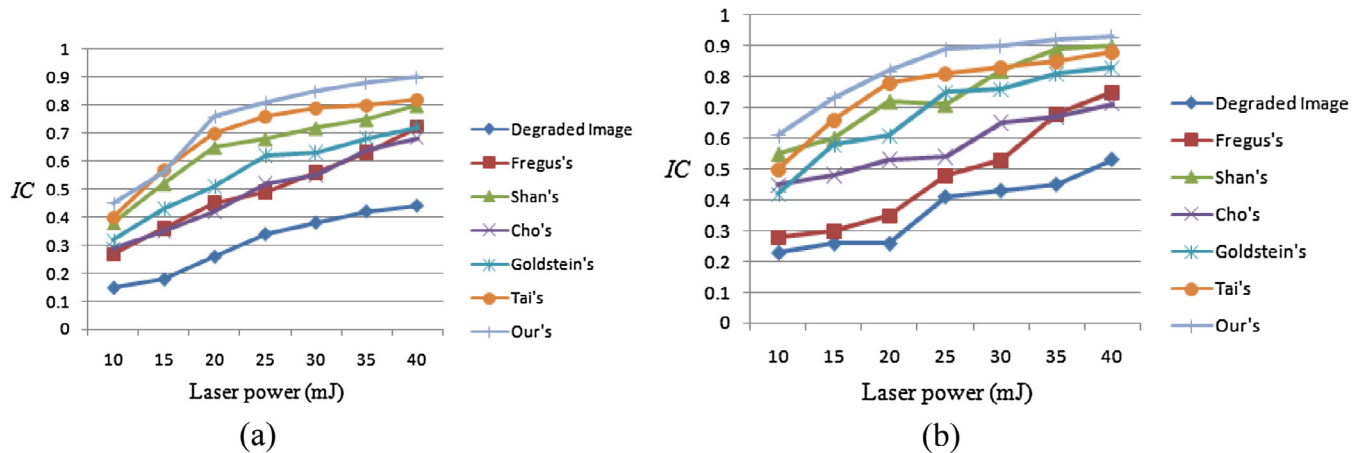 1
0.9
0.8
0.7
0.6
0.5
0.4
0.3
0.2
0.1
0
IC
10 15 20 25 30 35 40
Laser power (mJ)
Degraded Image
Fregus's
Shan's
Cho's
Goldstein's
Tai's
Our's
(a)
1
0.9
0.8
0.7
0.6
0.5
0.4
0.3
0.2
0.1
0
IC
10 15 20 25 30 35 40
Laser power (mJ)
Degraded Image
Fregus's
Shan's
Cho's
Goldstein's
Tai's
Our's
(b)